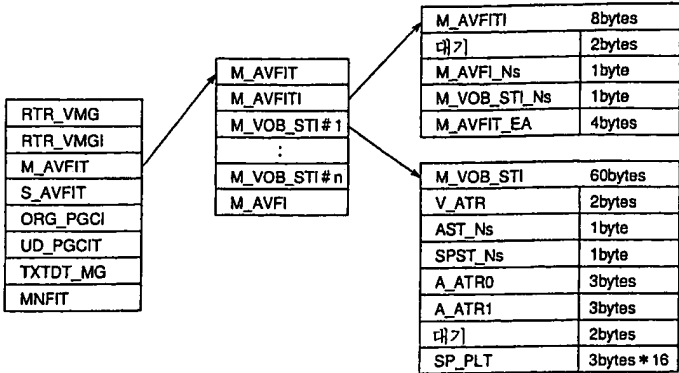 RTR_VMG
RTR_VMGI
M_AVFIT
S_AVFIT
ORG_PGCI
UD_PGCIT
TXTDT_MG
MNFIT
M_AVFIT
M_AVFITI
M_VOB_STI#1
:
M_VOB_STI#n
M_AVFI
M_AVFITI 8bytes
대기 2bytes
M_AVFI_Ns 1byte
M_VOB_STI_Ns 1byte
M_AVFIT_EA 4bytes
M_VOB_STI 60bytes
V_ATR 2bytes
AST_Ns 1byte
SPST_Ns 1byte
A_ATR0 3bytes
A_ATR1 3bytes
대기 2bytes
SP_PLT 3bytes*16